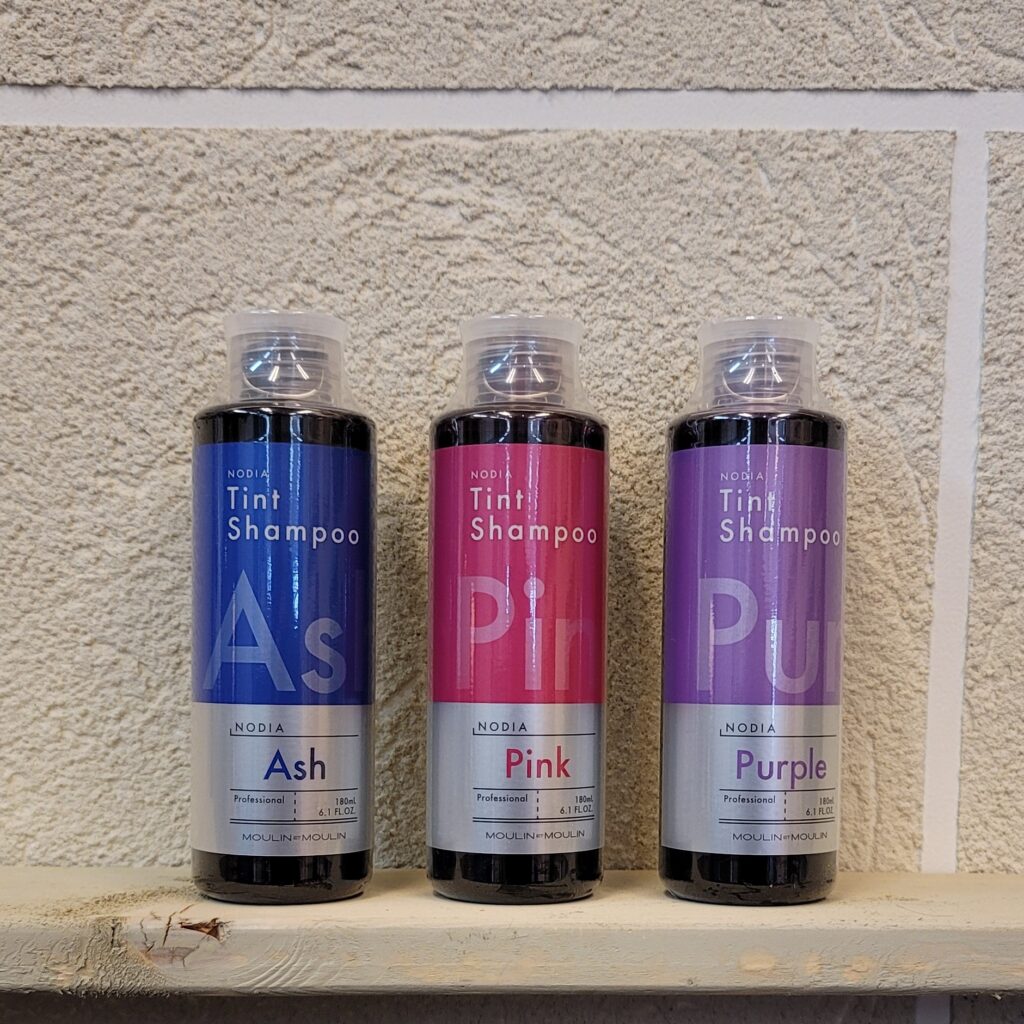 NODIA
Tint
Shampoo
As
NODIA
Ash
Professional
180mL
6.1 FL.OZ.
MOULIN ET MOULIN
NODIA
Tint
Shampoo
Pin
NODIA
Pink
Professional
180mL
6.1 FL.OZ.
MOULIN ET MOULIN
NODIA
Tint
Shampoo
Pur
NODIA
Purple
Professional
180mL
6.1 FL.OZ.
MOULIN ET MOULIN